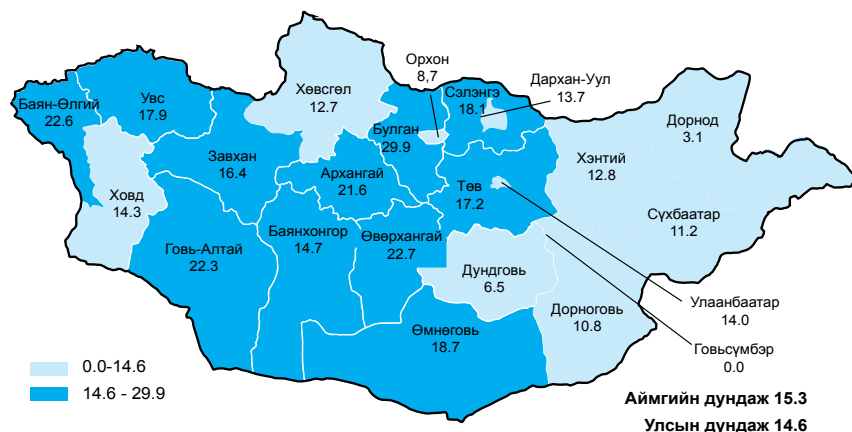 Орхон
8,7
Дархан-Уул
13.7
Хөвсгөл
12.7
Сэлэнгэ
18.1
Увс
17.9
Баян-Өлгий
22.6
Булган
29.9
Дорнод
3.1
Завхан
16.4
Хэнтий
12.8
Архангай
21.6
Төв
17.2
Ховд
14.3
Сүхбаатар
11.2
Баянхонгор
14.7
Өвөрхангай
22.7
Говь-Алтай
22.3
Дундговь
6.5
Улаанбаатар
14.0
Дорноговь
10.8
Өмнөговь
18.7
Говьсүмбэр
0.0
0.0-14.6
14.6 - 29.9
Аймгийн дундаж 15.3
Улсын дундаж 14.6